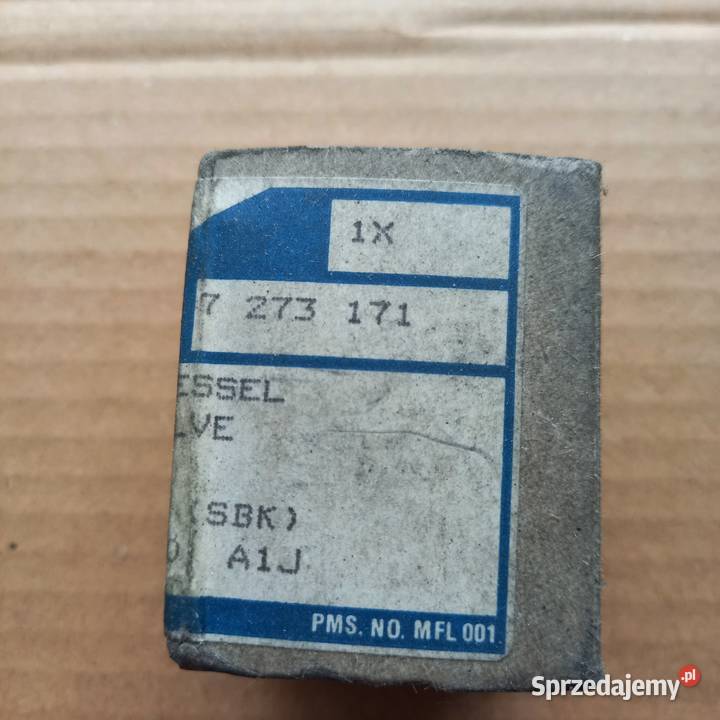 1X
7 273 171
ESSEL
LVE
(SBK)
A1J
PMS. NO. MFL 001
Sprzedajemy.pl